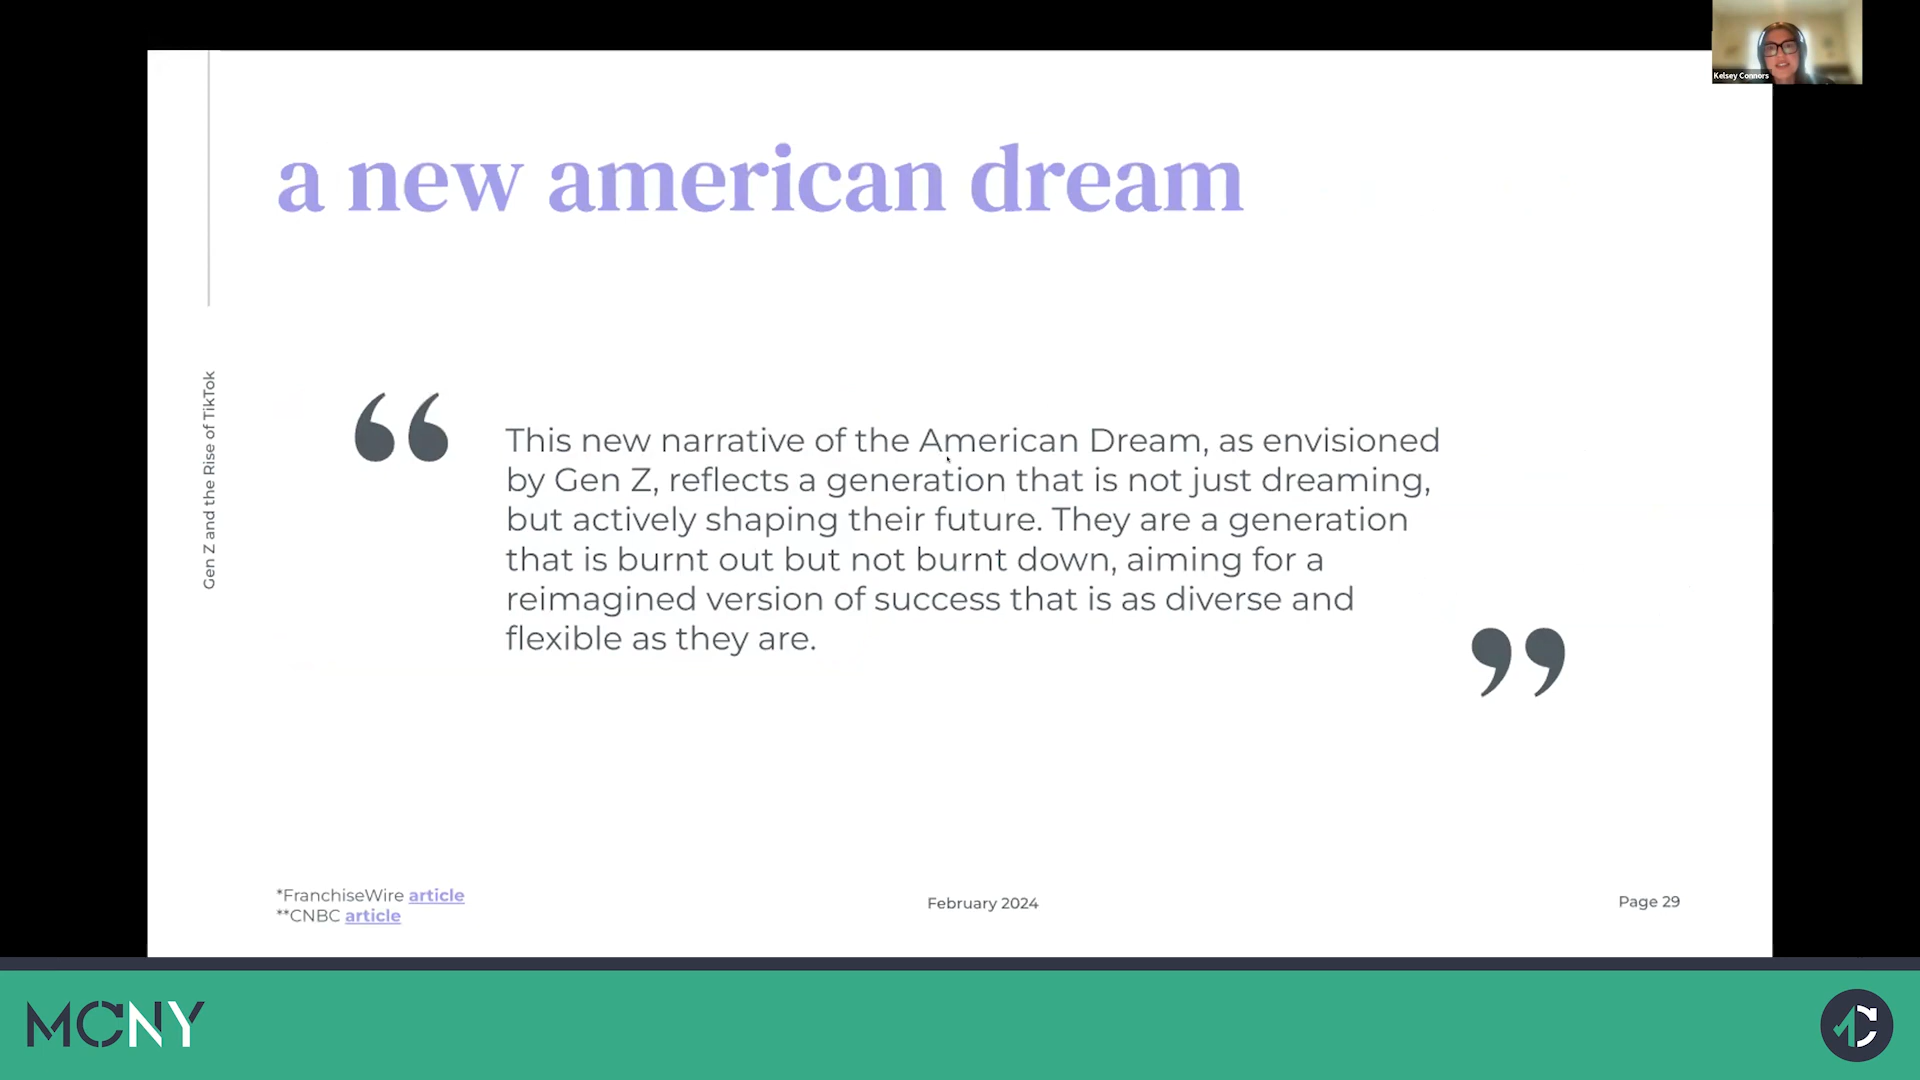 Kelsey Connors
a new american dream
Gen Z and the Rise of TikTok
“
This new narrative of the American Dream, as envisioned
by Gen Z, reflects a generation that is not just dreaming,
but actively shaping their future. They are a generation
that is burnt out but not burnt down, aiming for a
reimagined version of success that is as diverse and
flexible as they are.
”
*FranchiseWire article
**CNBC article
February 2024
Page 29
MCNY